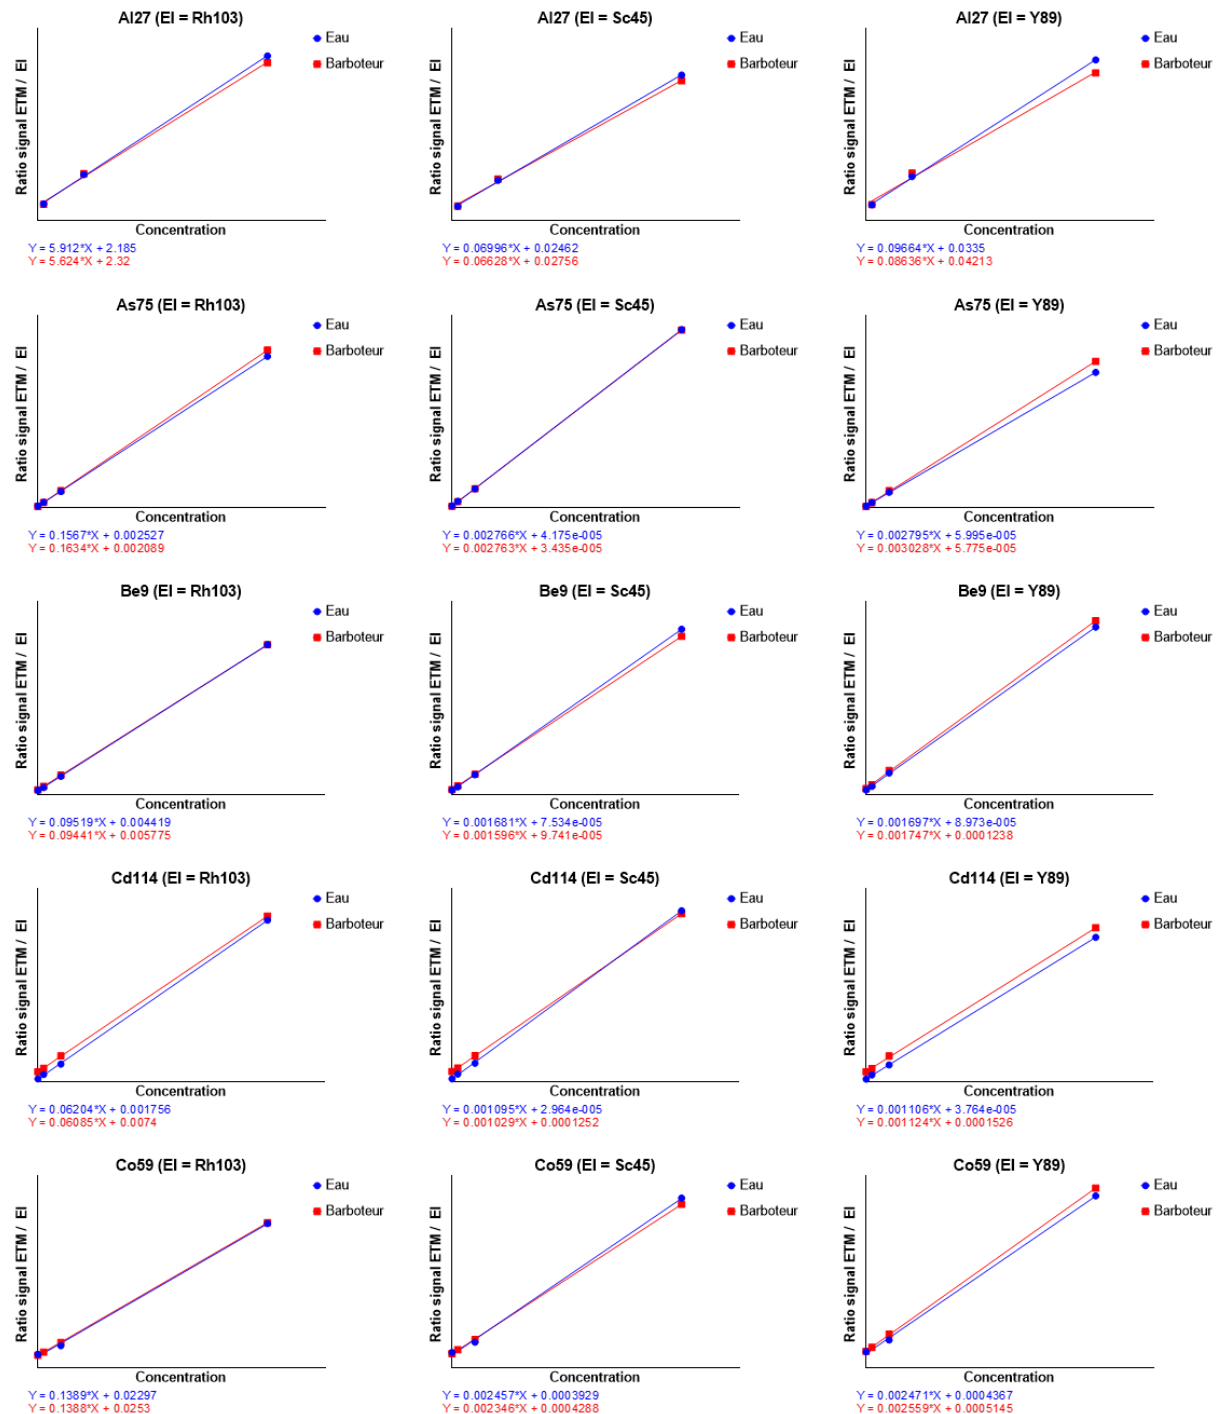 Al27 (EI = Rh103)
Ratio signal ETM / EI
Eau
Barboteur
Concentration
Y = 5.912*X + 2.185
Y = 5.624*X + 2.32
Al27 (EI = Sc45)
Ratio signal ETM / EI
Eau
Barboteur
Concentration
Y = 0.06996*X + 0.02462
Y = 0.06628*X + 0.02756
Al27 (EI = Y89)
Ratio signal ETM / EI
Eau
Barboteur
Concentration
Y = 0.09664*X + 0.0335
Y = 0.08636*X + 0.04213
As75 (EI = Rh103)
Ratio signal ETM / EI
Eau
Barboteur
Concentration
Y = 0.1567*X + 0.002527
Y = 0.1634*X + 0.002089
As75 (EI = Sc45)
Ratio signal ETM / EI
Eau
Barboteur
Concentration
Y = 0.002766*X + 4.175e-005
Y = 0.002763*X + 3.435e-005
As75 (EI = Y89)
Ratio signal ETM / EI
Eau
Barboteur
Concentration
Y = 0.002795*X + 5.995e-005
Y = 0.003028*X + 5.775e-005
Be9 (EI = Rh103)
Ratio signal ETM / EI
Eau
Barboteur
Concentration
Y = 0.09519*X + 0.004419
Y = 0.09441*X + 0.005775
Be9 (EI = Sc45)
Ratio signal ETM / EI
Eau
Barboteur
Concentration
Y = 0.001681*X + 7.534e-005
Y = 0.001596*X + 9.741e-005
Be9 (EI = Y89)
Ratio signal ETM / EI
Eau
Barboteur
Concentration
Y = 0.001697*X + 8.973e-005
Y = 0.001747*X + 0.0001238
Cd114 (EI = Rh103)
Ratio signal ETM / EI
Eau
Barboteur
Concentration
Y = 0.06204*X + 0.001756
Y = 0.06085*X + 0.0074
Cd114 (EI = Sc45)
Ratio signal ETM / EI
Eau
Barboteur
Concentration
Y = 0.001095*X + 2.964e-005
Y = 0.001029*X + 0.0001252
Cd114 (EI = Y89)
Ratio signal ETM / EI
Eau
Barboteur
Concentration
Y = 0.001106*X + 3.764e-005
Y = 0.001124*X + 0.0001526
Co59 (EI = Rh103)
Ratio signal ETM / EI
Eau
Barboteur
Concentration
Y = 0.1389*X + 0.02297
Y = 0.1388*X + 0.0253
Co59 (EI = Sc45)
Ratio signal ETM / EI
Eau
Barboteur
Concentration
Y = 0.002457*X + 0.0003929
Y = 0.002346*X + 0.0004288
Co59 (EI = Y89)
Ratio signal ETM / EI
Eau
Barboteur
Concentration
Y = 0.002471*X + 0.0004367
Y = 0.002559*X + 0.0005145